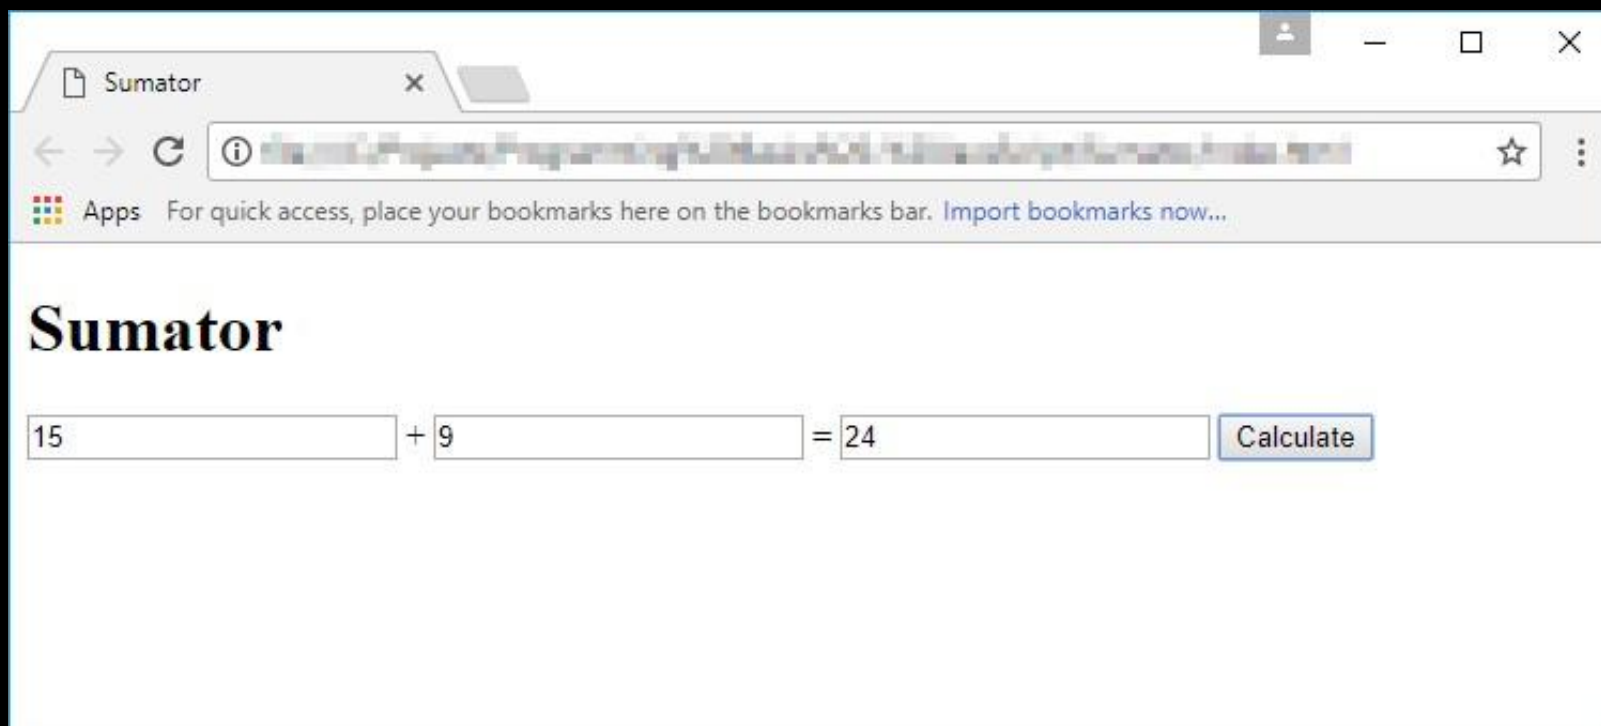 Sumator
Apps For quick access, place your bookmarks here on the bookmarks bar. Import bookmarks now...
Sumator
15 + 9 = 24 Calculate